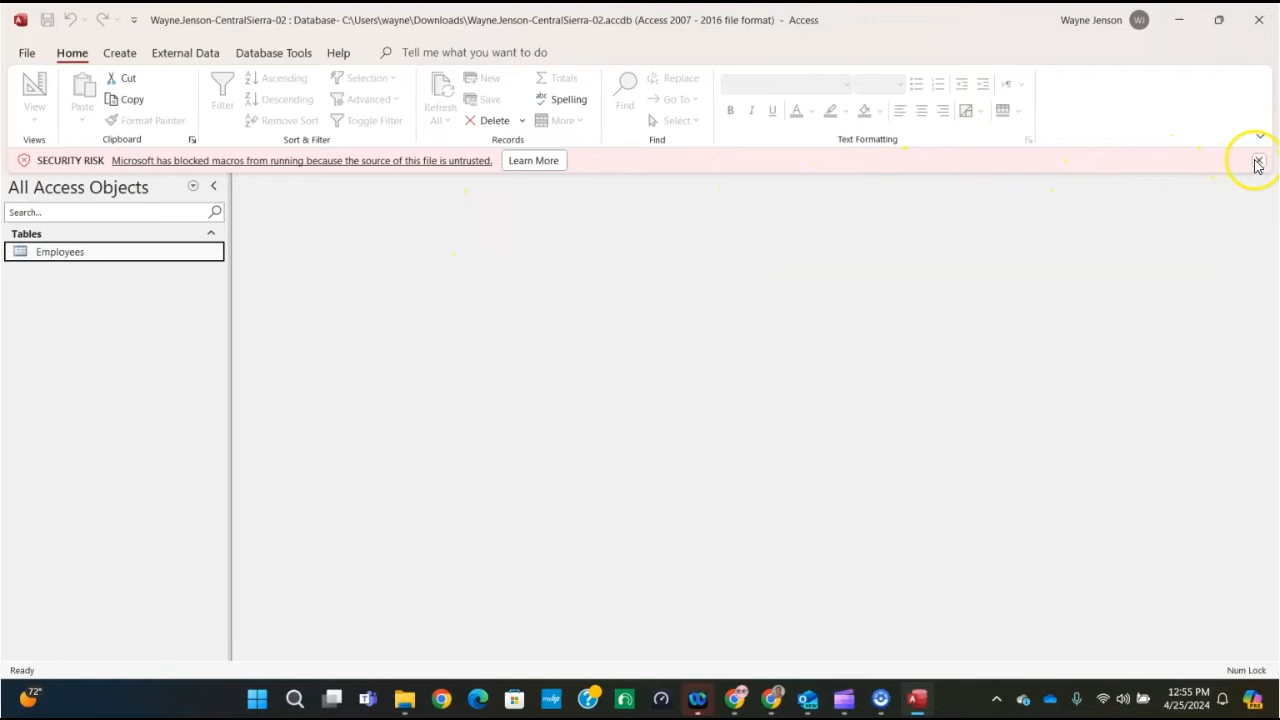 WayneJenson-CentralSierra-02 : Database- C:\Users\wayne\Downloads\WayneJenson-CentralSierra-02.accdb (Access 2007 - 2016 file format) - Access
Wayne Jenson WJ
File Home Create External Data Database Tools Help Tell me what you want to do
View
Views
Paste
Cut
Copy
Format Painter
Clipboard
Filter
Ascending
Descending
Remove Sort
Selection
Advanced
Toggle Filter
Sort & Filter
Refresh
All
New
Save
Delete
Totals
Spelling
More
Records
Find
Replace
Go To
Select
Find
B I U A
Text Formatting
SECURITY RISK Microsoft has blocked macros from running because the source of this file is untrusted. Learn More
All Access Objects
Search...
Tables
Employees
Ready
Num Lock
72°
12:55 PM
4/25/2024